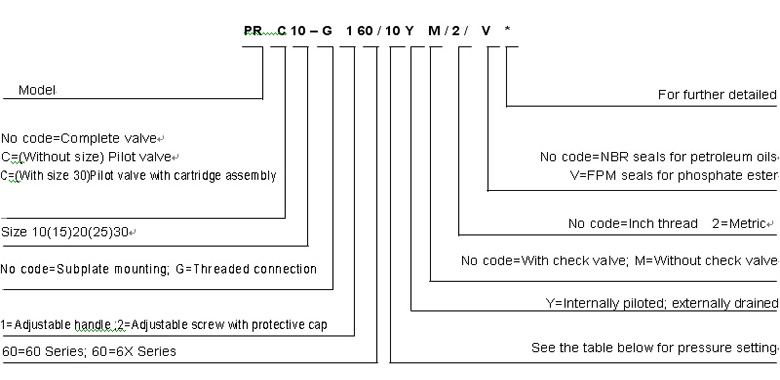 PR C 10 – G 1 60 / 10 Y M / 2 / V *
Model
For further detailed
No code=Complete valve
C=(Without size) Pilot valve
C=(With size 30)Pilot valve with cartridge assembly
No code=NBR seals for petroleum oils
V=FPM seals for phosphate ester
Size 10(15)20(25)30
No code=Inch thread 2=Metric
No code=Subplate mounting; G=Threaded connection
No code=With check valve; M=Without check valve
1=Adjustable handle ;2=Adjustable screw with protective cap
Y=Internally piloted; externally drained
60=60 Series; 60=6X Series
See the table below for pressure setting